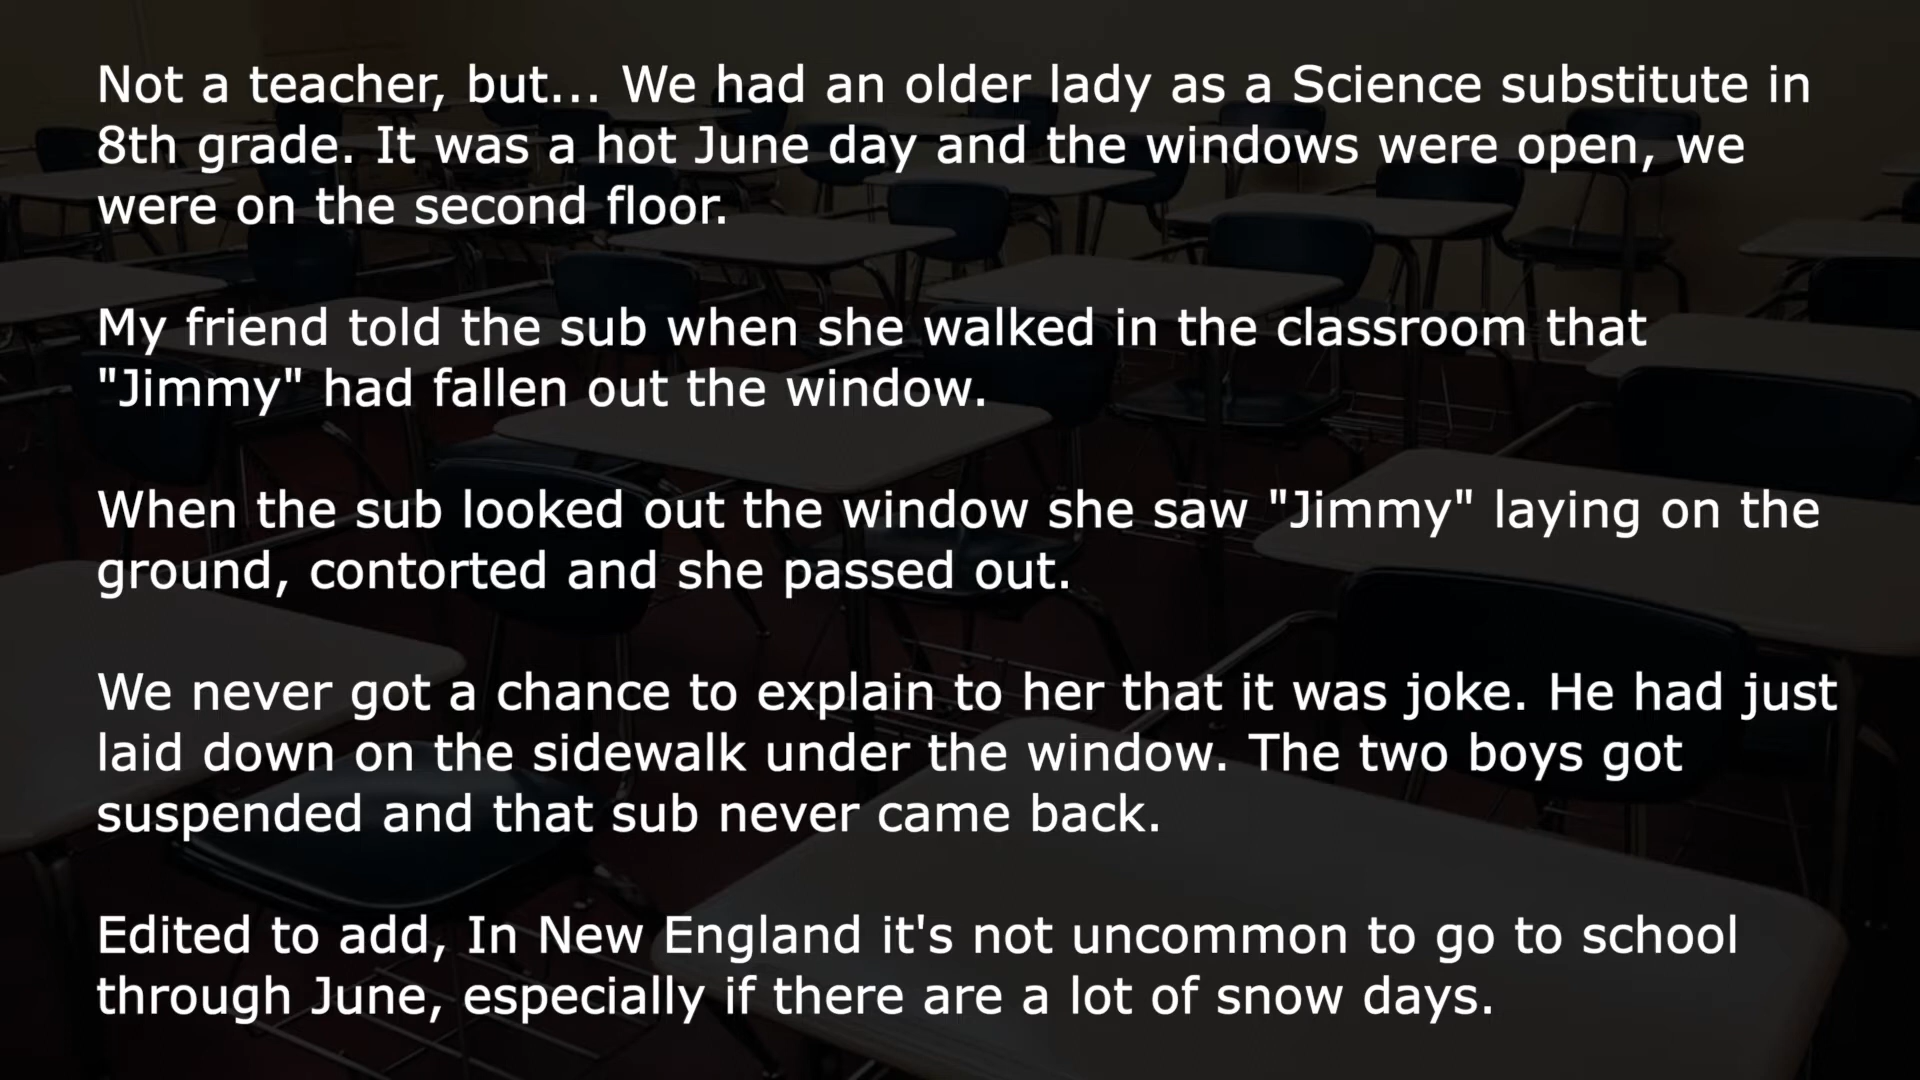 Not a teacher, but... We had an older lady as a Science substitute in
8th grade. It was a hot June day and the windows were open, we
were on the second floor.
My friend told the sub when she walked in the classroom that
"Jimmy" had fallen out the window.
When the sub looked out the window she saw "Jimmy" laying on the
ground, contorted and she passed out.
We never got a chance to explain to her that it was joke. He had just
laid down on the sidewalk under the window. The two boys got
suspended and that sub never came back.
Edited to add, In New England it's not uncommon to go to school
through June, especially if there are a lot of snow days.